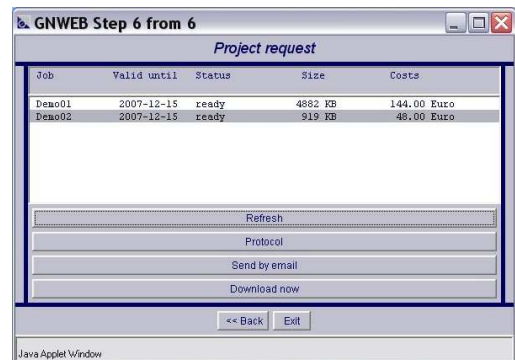 GNWEB Step 6 from 6
Project request
Job Valid until Status Size Costs
Demo01 2007-12-15 ready 4882 KB 144.00 Euro
Demo02 2007-12-15 ready 919 KB 48.00 Euro
Refresh
Protocol
Send by email
Download now
<< Back Exit
Java Applet Window